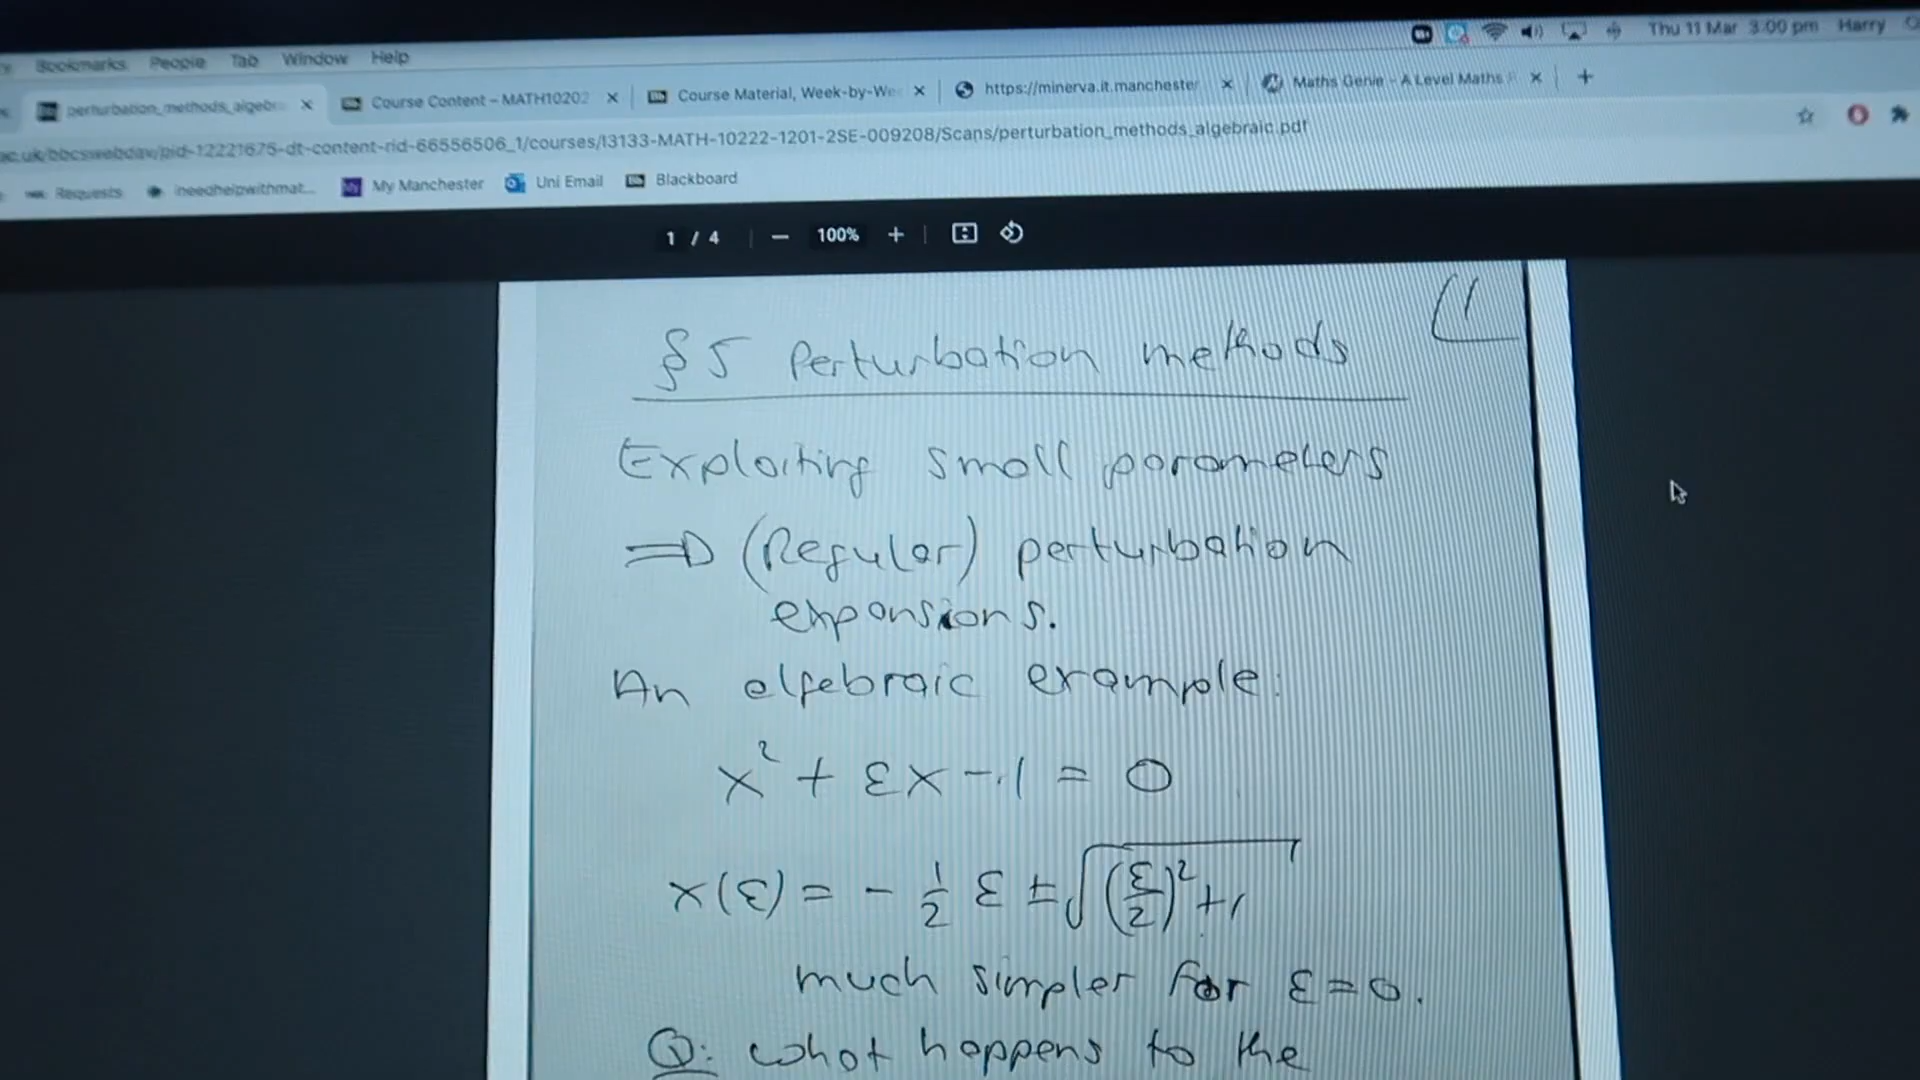 Bookmarks People Tab Window Help Thu 11 Mar 3:00 pm Harry
perturbation_methods_algebr Course Content – MATH10202 Course Material, Week-by-We https://minerva.it.manchester Maths Genie - A Level Maths
ac.uk/bbcswebdav/pid-12221675-dt-content-rid-66556506_1/courses/I3133-MATH-10222-1201-2SE-009208/Scans/perturbation_methods_algebraic.pdf
Requests ineedhelpwithmat... My My Manchester Uni Email Blackboard
1 / 4 − 100% +
1
§5 Perturbation methods
Exploiting small parameters
⇒ (Regular) perturbation
expansions.
An algebraic example:
x² + εx − 1 = 0
x(ε) = − 1/2 ε ± √((ε/2)² + 1)
much simpler for ε = 0.
Q: what happens to the